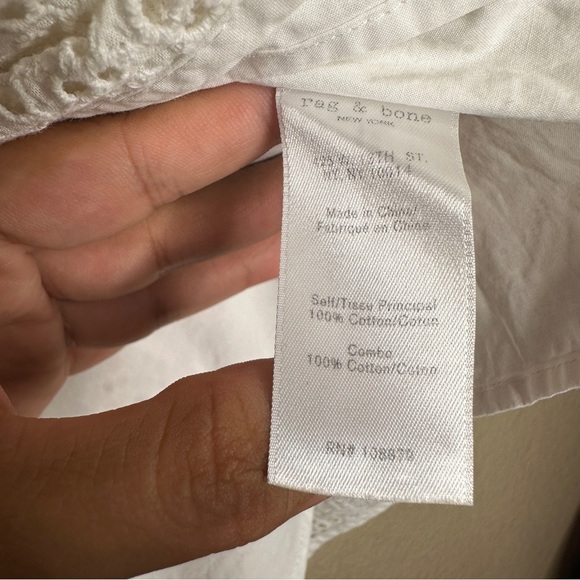 rag & bone
NEW YORK
425 W. 13TH ST.
NY, NY 10014
Made in China/
Fabriqué en Chine
Self/Tissu Principal
100% Cotton/Coton
Combo
100% Cotton/Coton
RN# 108879